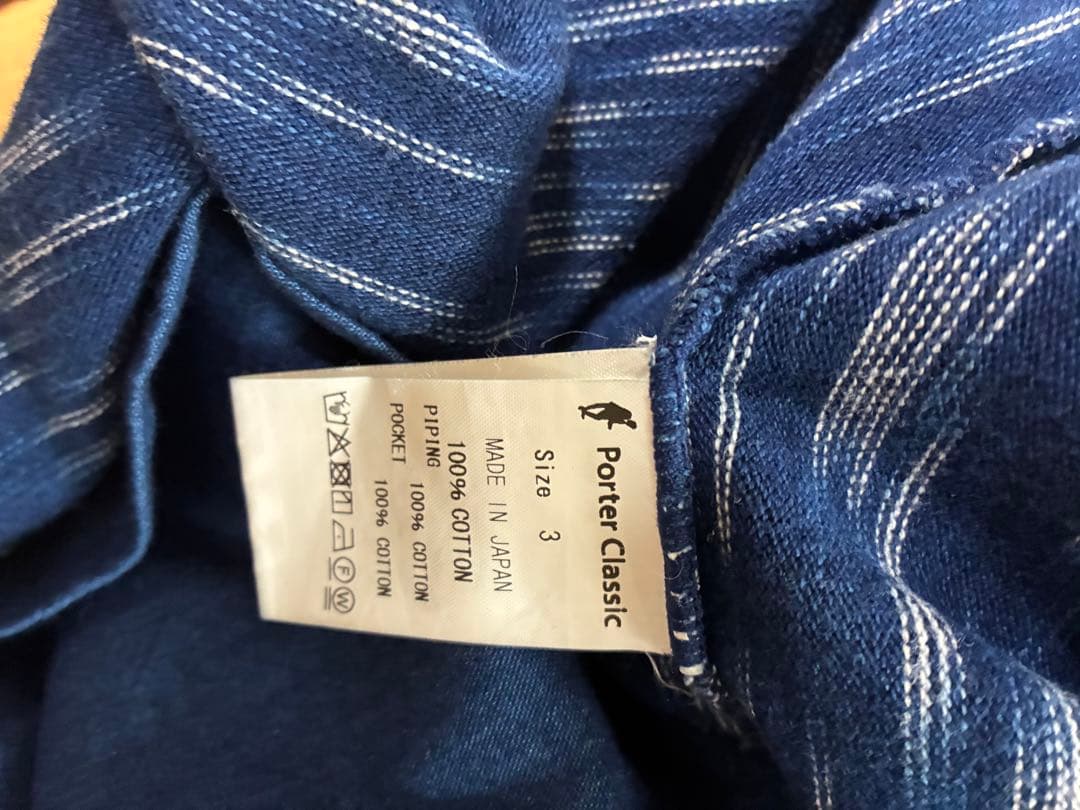 Porter Classic
Size 3
MADE IN JAPAN
100% COTTON
PIPING 100% COTTON
POCKET 100% COTTON
F W